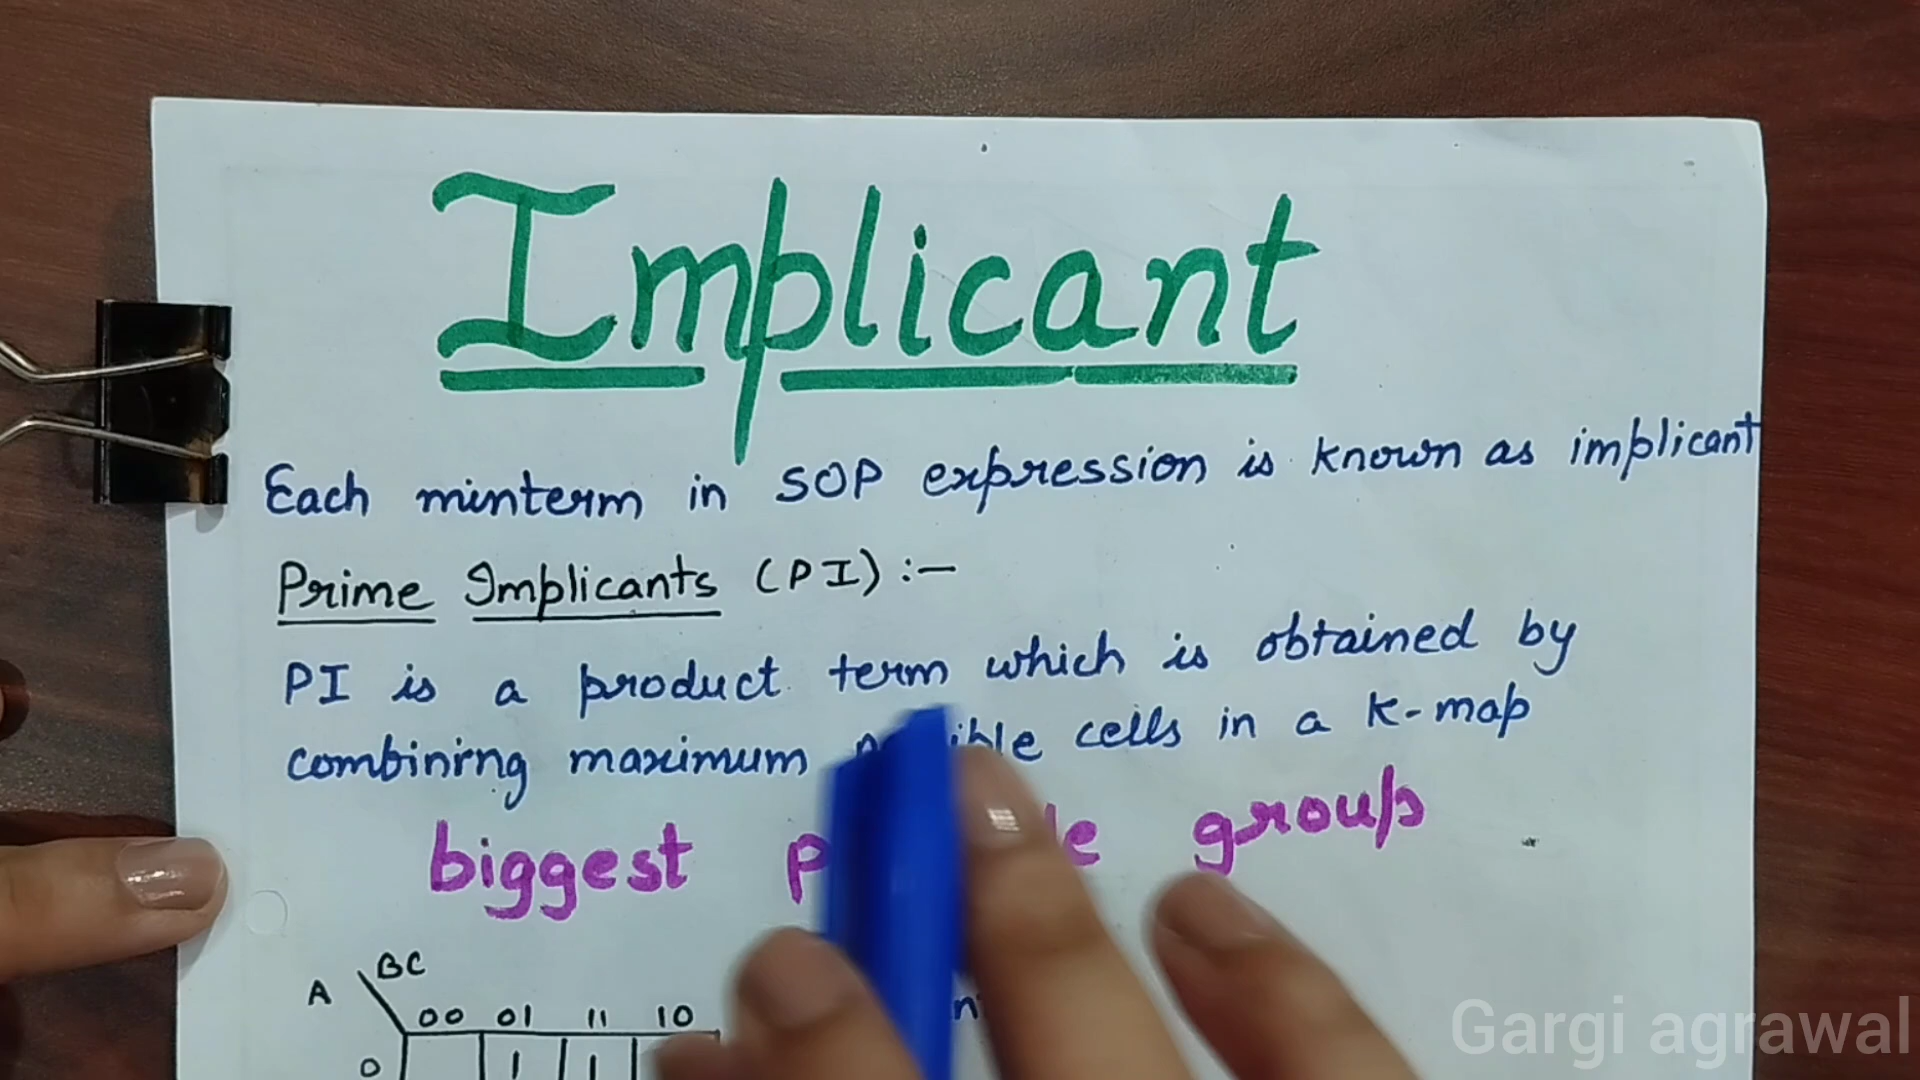 Implicant
Each minterm in SOP expression is known as implicant
Prime Implicants (PI) :-
PI is a product term which is obtained by
combinirng maximum cells in a K-map
biggest group
A BC
00 01 11 10
0 1 1
Gargi agrawal